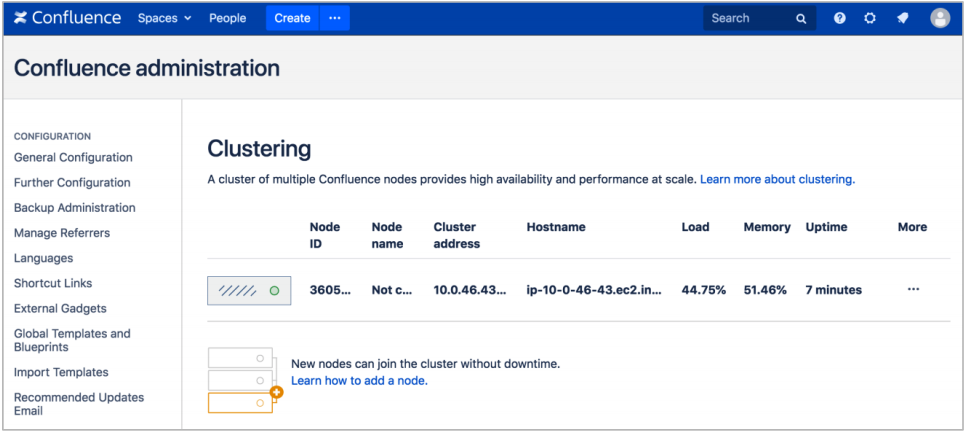 Confluence Spaces People Create ··· Search
Confluence administration
CONFIGURATION
General Configuration
Further Configuration
Backup Administration
Manage Referrers
Languages
Shortcut Links
External Gadgets
Global Templates and
Blueprints
Import Templates
Recommended Updates
Email
Clustering
A cluster of multiple Confluence nodes provides high availability and performance at scale. Learn more about clustering.
Node ID Node name Cluster address Hostname Load Memory Uptime More
3605... Not c... 10.0.46.43... ip-10-0-46-43.ec2.in... 44.75% 51.46% 7 minutes ···
New nodes can join the cluster without downtime.
Learn how to add a node.